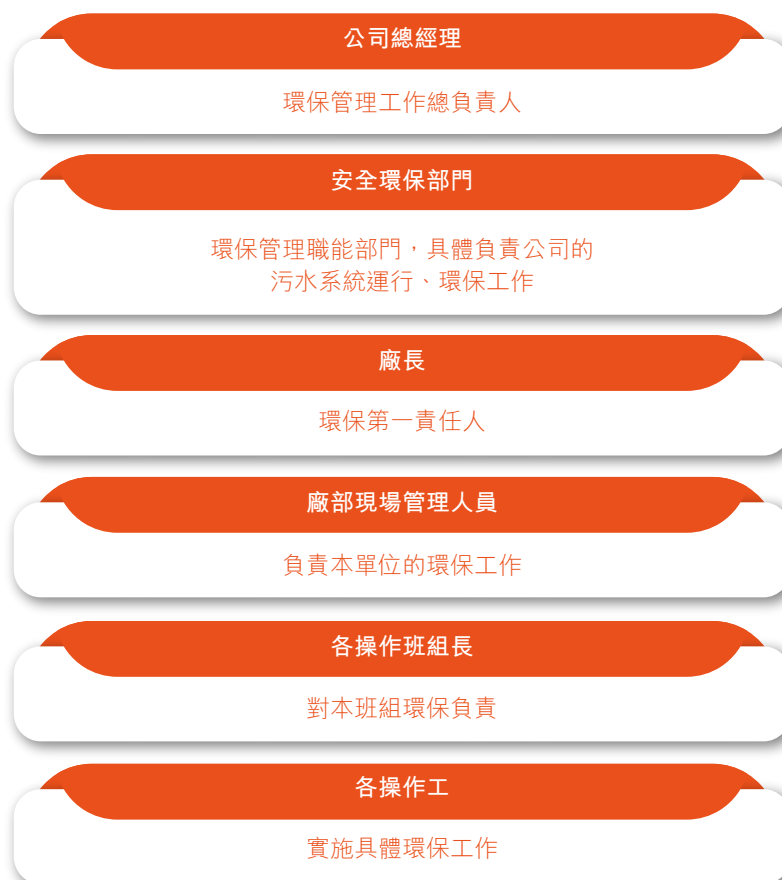 公司總經理
環保管理工作總負責人
安全環保部門
環保管理職能部門，具體負責公司的
污水系統運行、環保工作
廠長
環保第一責任人
廠部現場管理人員
負責本單位的環保工作
各操作班組長
對本班組環保負責
各操作工
實施具體環保工作